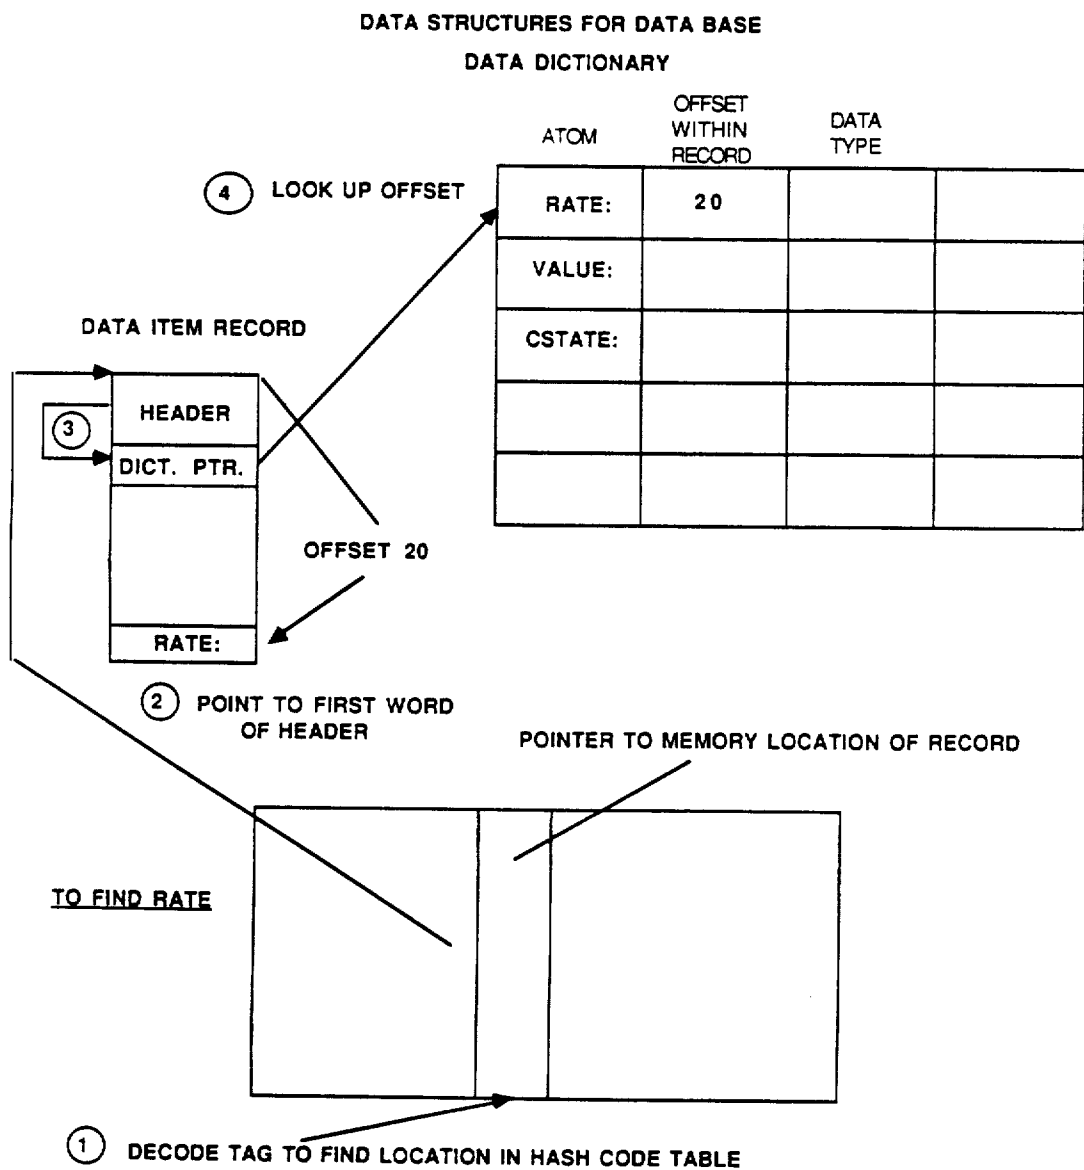 DATA STRUCTURES FOR DATA BASE
DATA DICTIONARY
ATOM
OFFSET
WITHIN
RECORD
DATA
TYPE
4 LOOK UP OFFSET
RATE: 20
VALUE:
CSTATE:
DATA ITEM RECORD
HEADER
3
DICT. PTR.
OFFSET 20
RATE:
2 POINT TO FIRST WORD
OF HEADER
POINTER TO MEMORY LOCATION OF RECORD
TO FIND RATE
1 DECODE TAG TO FIND LOCATION IN HASH CODE TABLE